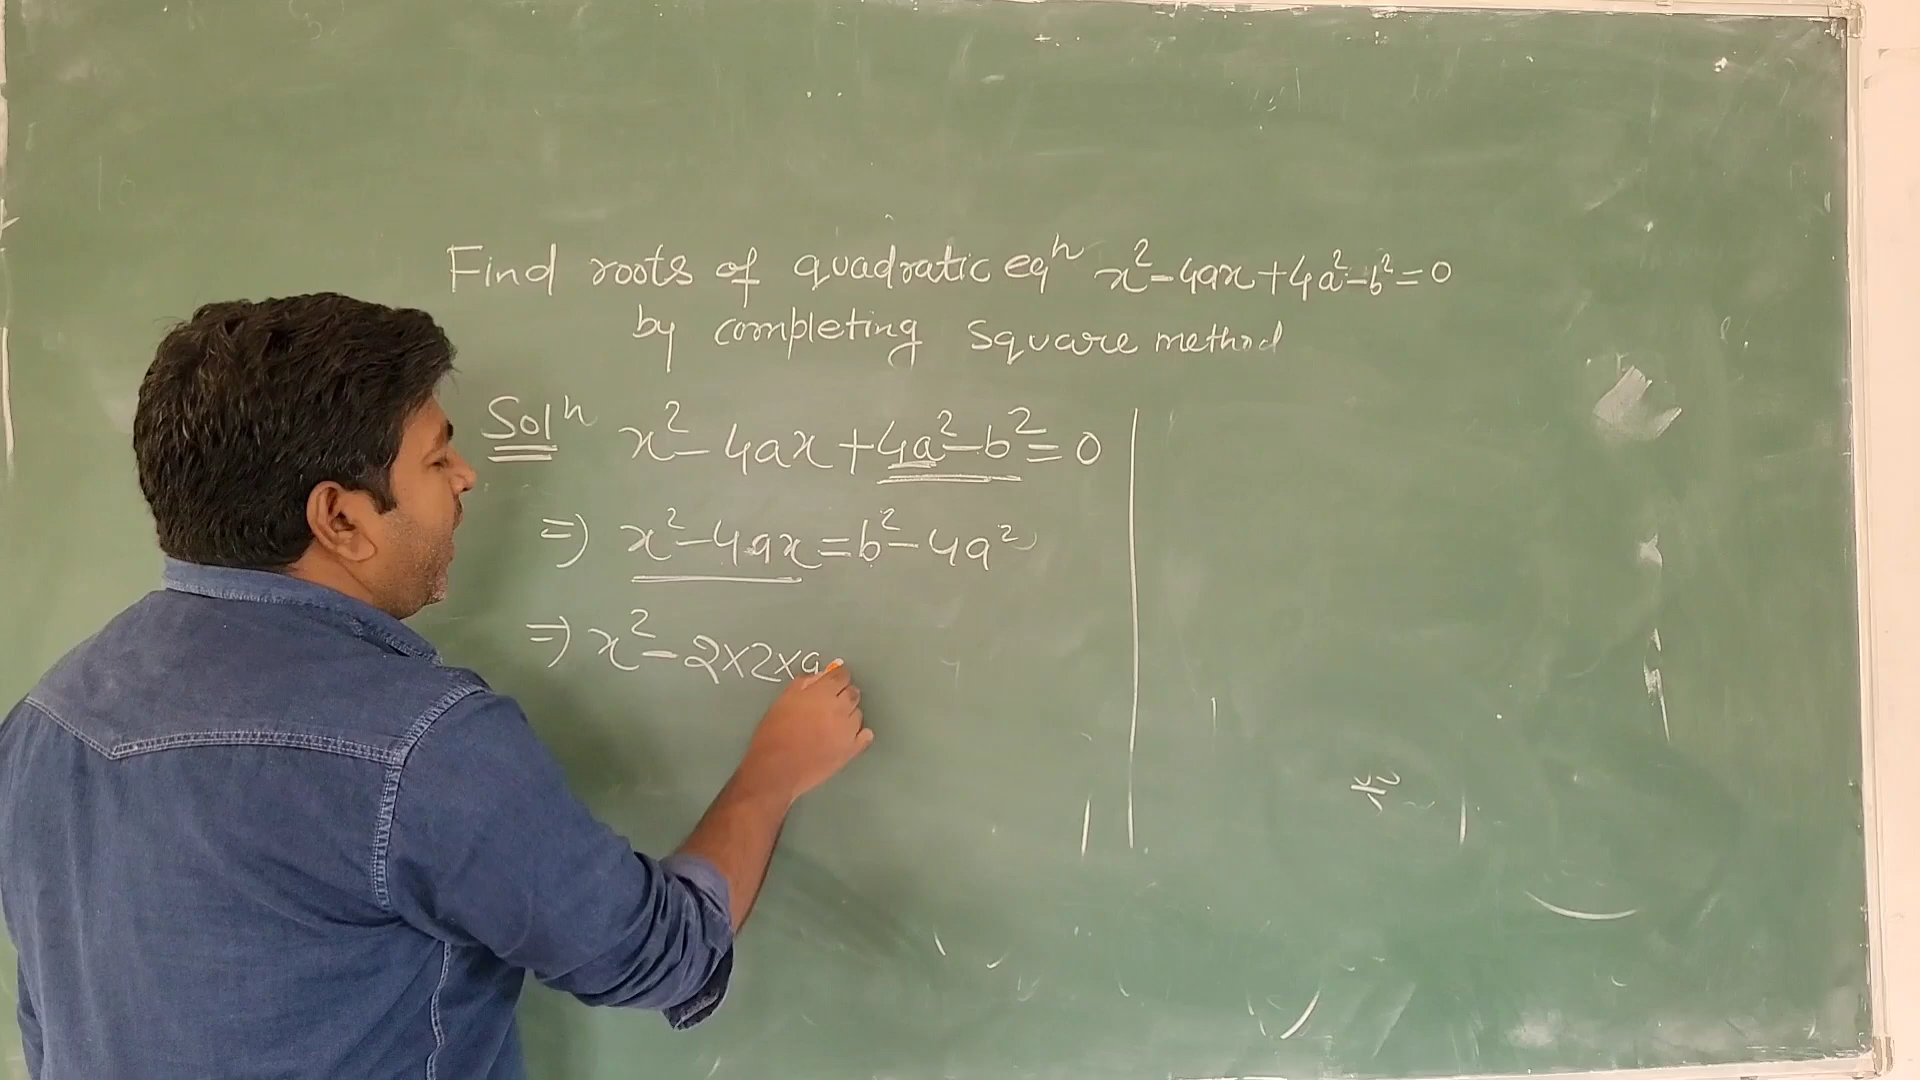 Find roots of quadratic eqⁿ x²-4ax+4a²-b²=0
by completing square method
Solⁿ x²-4ax+4a²-b²=0
=) x²-4ax=b²-4a²
=) x²-2×2×a